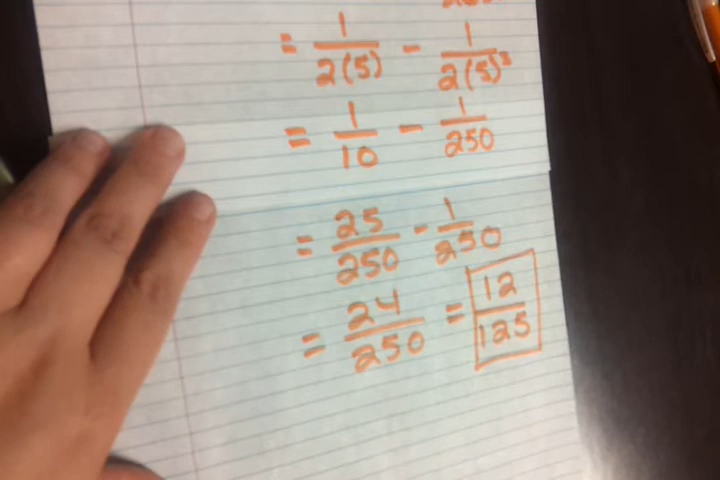 = 1/2(5) - 1/2(5)³
= 1/10 - 1/250
= 25/250 - 1/250
= 24/250 = 12/125